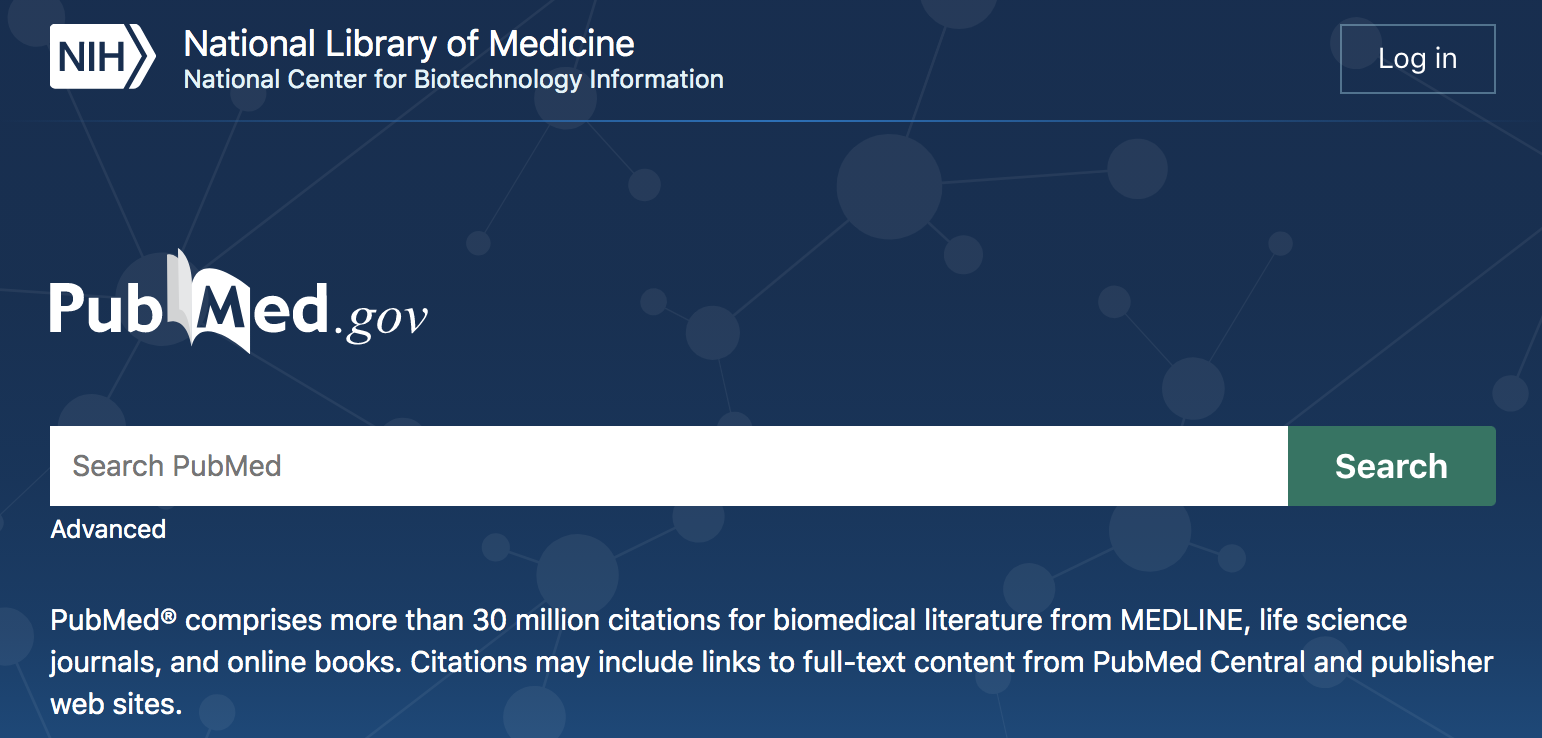 NIH
National Library of Medicine
National Center for Biotechnology Information
Log in
PubMed.gov
Search PubMed
Search
Advanced
PubMed® comprises more than 30 million citations for biomedical literature from MEDLINE, life science
journals, and online books. Citations may include links to full-text content from PubMed Central and publisher
web sites.